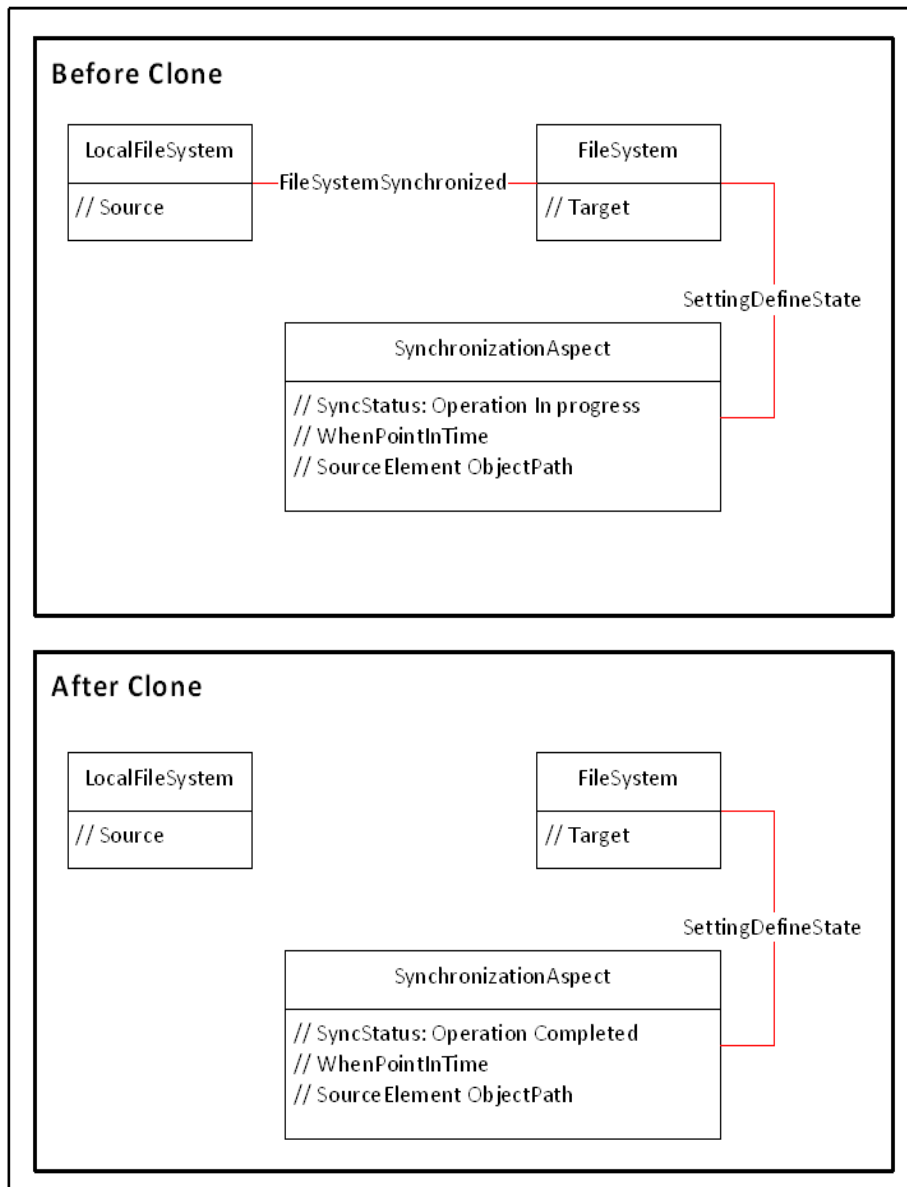 Before Clone
LocalFileSystem
FileSystem
FileSystemSynchronized
// Source
// Target
SettingDefineState
SynchronizationAspect
// SyncStatus: Operation In progress
// WhenPointInTime
// SourceElement ObjectPath
After Clone
LocalFileSystem
FileSystem
// Source
// Target
SettingDefineState
SynchronizationAspect
// SyncStatus: Operation Completed
// WhenPointInTime
// SourceElement ObjectPath